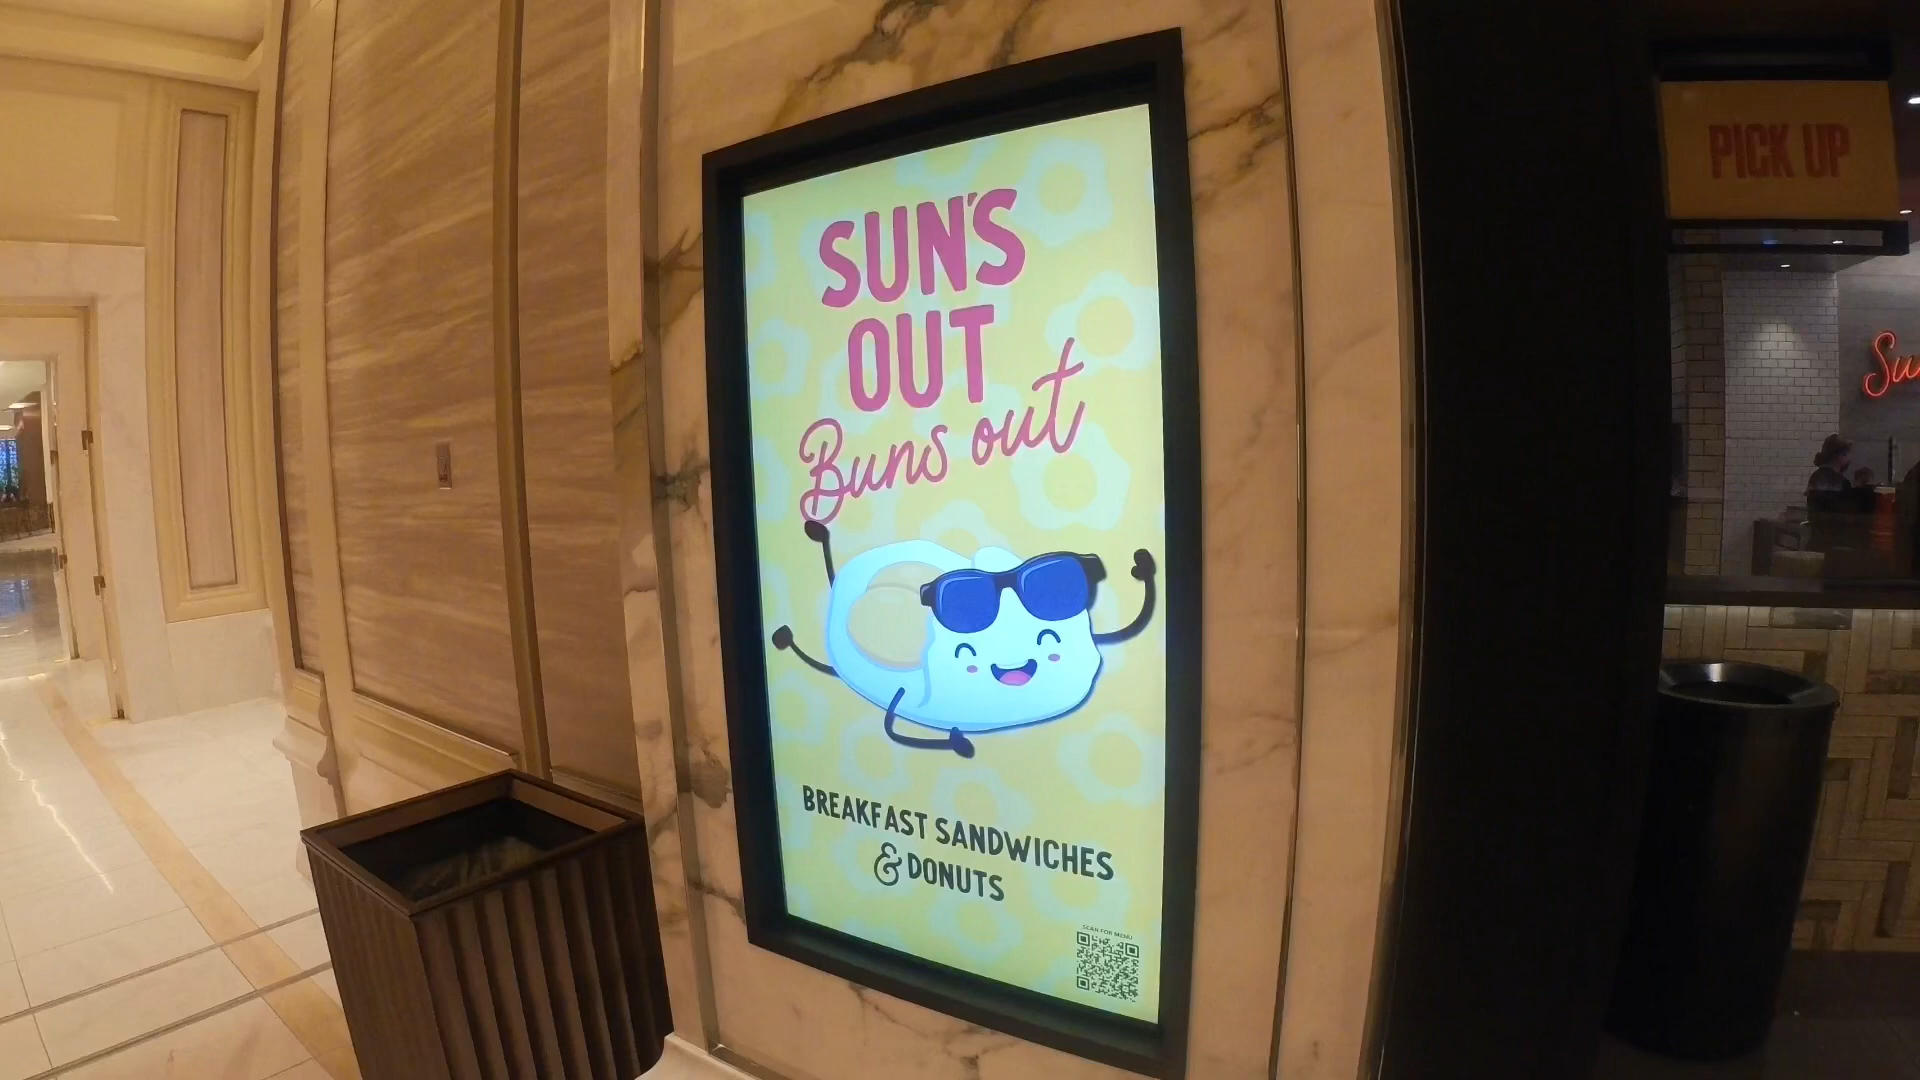 SUN'S
OUT
Buns out
BREAKFAST SANDWICHES
& DONUTS
SCAN FOR MENU
PICK UP